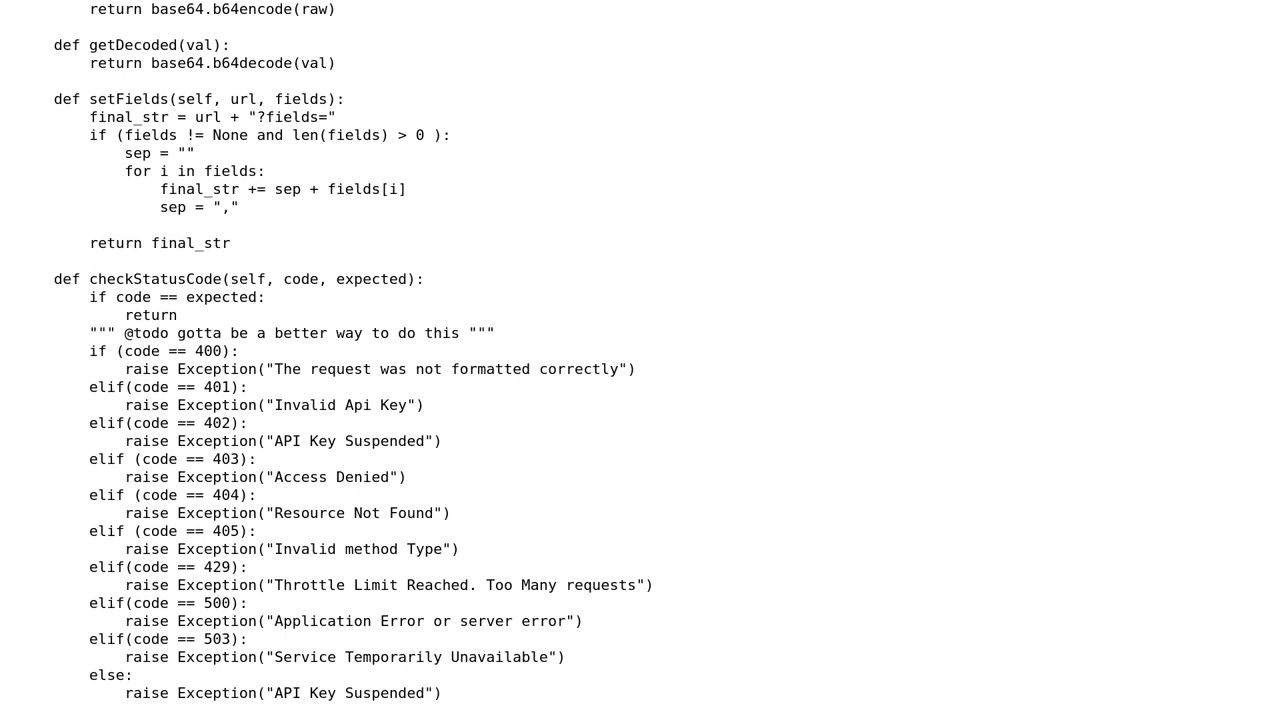 return base64.b64encode(raw)
def getDecoded(val):
return base64.b64decode(val)
def setFields(self, url, fields):
final_str = url + "?fields="
if (fields != None and len(fields) > 0 ):
sep = ""
for i in fields:
final_str += sep + fields[i]
sep = ","
return final_str
def checkStatusCode(self, code, expected):
if code == expected:
return
""" @todo gotta be a better way to do this """
if (code == 400):
raise Exception("The request was not formatted correctly")
elif(code == 401):
raise Exception("Invalid Api Key")
elif(code == 402):
raise Exception("API Key Suspended")
elif (code == 403):
raise Exception("Access Denied")
elif (code == 404):
raise Exception("Resource Not Found")
elif (code == 405):
raise Exception("Invalid method Type")
elif(code == 429):
raise Exception("Throttle Limit Reached. Too Many requests")
elif(code == 500):
raise Exception("Application Error or server error")
elif(code == 503):
raise Exception("Service Temporarily Unavailable")
else:
raise Exception("API Key Suspended")